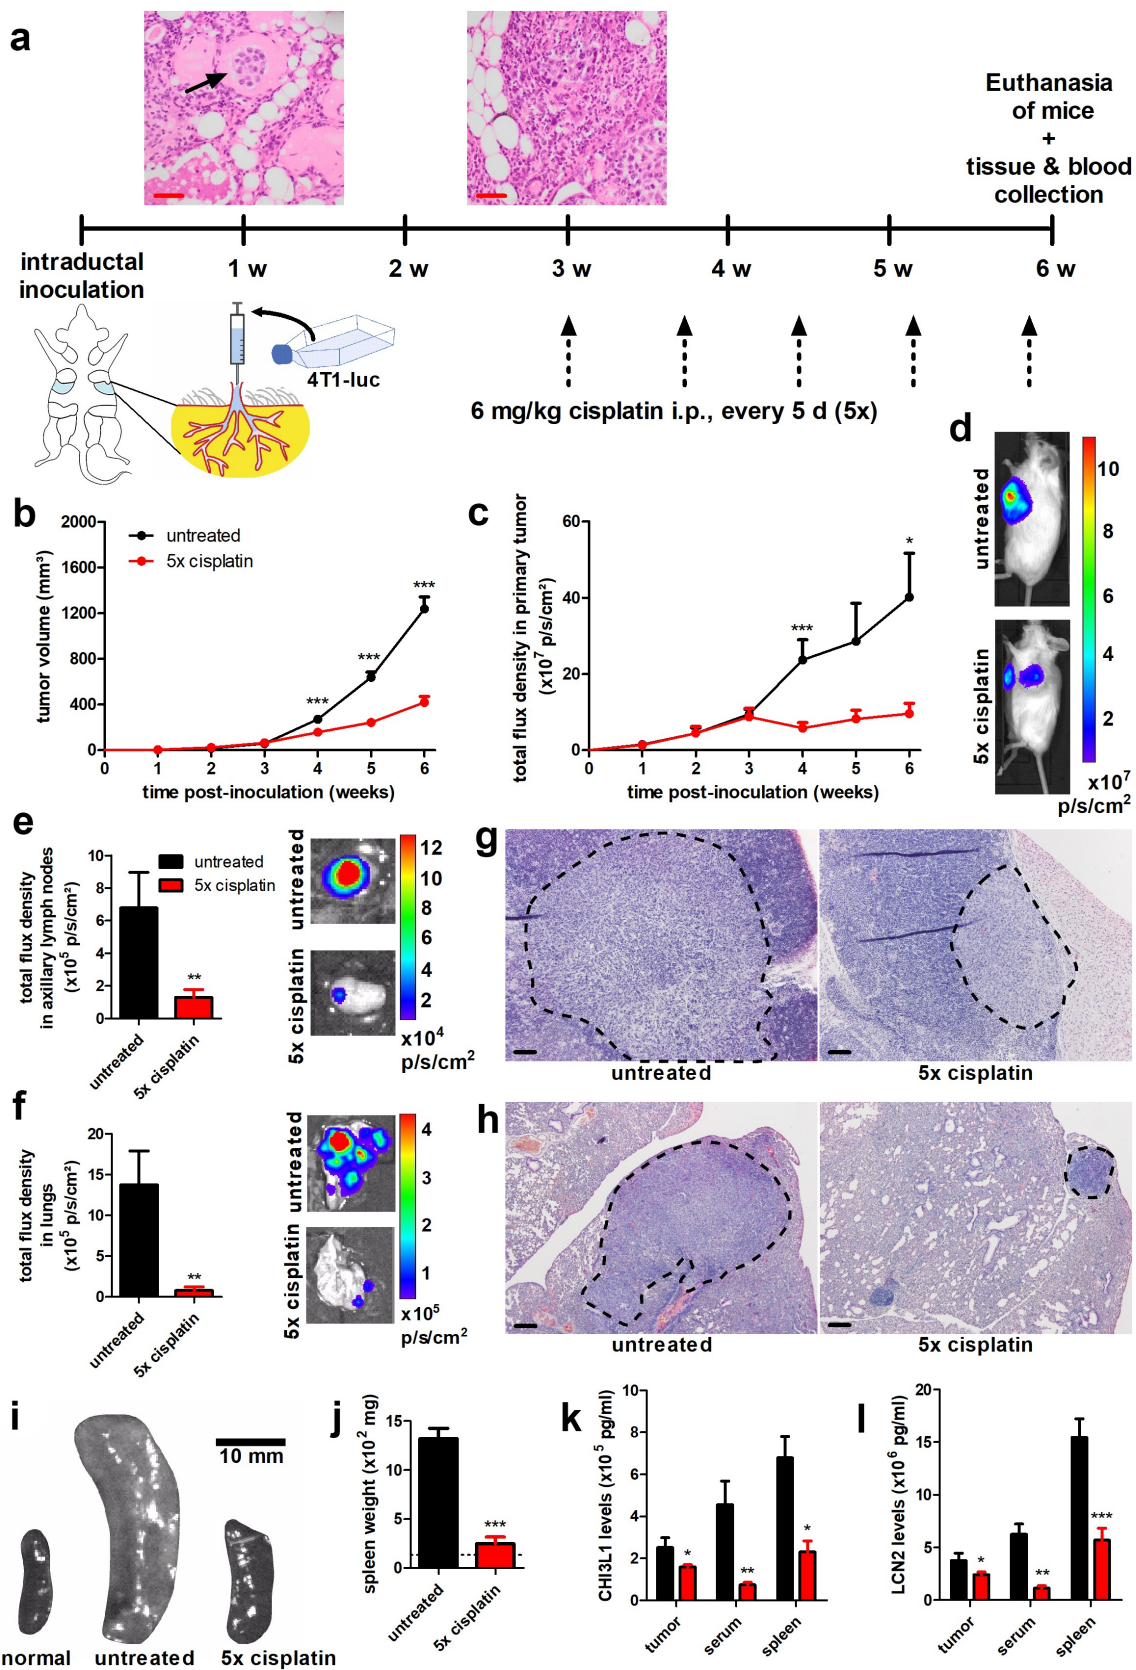 a
Euthanasia
of mice
+
tissue & blood
collection
1 w
2 w
3 w
4 w
5 w
6 w
intraductal
inoculation
4T1-luc
6 mg/kg cisplatin i.p., every 5 d (5x)
b
tumor volume (mm³)
2000
1600
1200
800
400
0
untreated
5x cisplatin
***
***
***
0 1 2 3 4 5 6
time post-inoculation (weeks)
c
total flux density in primary tumor
(x10⁷ p/s/cm²)
60
40
20
0
***
*
0 1 2 3 4 5 6
time post-inoculation (weeks)
d
untreated
5x cisplatin
10
8
6
4
2
x10⁷
p/s/cm²
e
total flux density
in axillary lymph nodes
(x10⁵ p/s/cm²)
10
8
6
4
2
0
untreated
5x cisplatin
**
untreated
5x cisplatin
untreated
5x cisplatin
12
10
8
6
4
2
x10⁴
p/s/cm²
f
total flux density
in lungs
(x10⁵ p/s/cm²)
20
15
10
5
0
**
untreated
5x cisplatin
untreated
5x cisplatin
4
3
2
1
x10⁵
p/s/cm²
g
untreated
5x cisplatin
h
untreated
5x cisplatin
i
10 mm
normal
untreated
5x cisplatin
j
spleen weight (x10² mg)
15
10
5
0
***
untreated
5x cisplatin
k
CHI3L1 levels (x10⁵ pg/ml)
10
8
6
4
2
0
*
**
*
tumor
serum
spleen
l
LCN2 levels (x10⁶ pg/ml)
20
15
10
5
0
*
**
***
tumor
serum
spleen